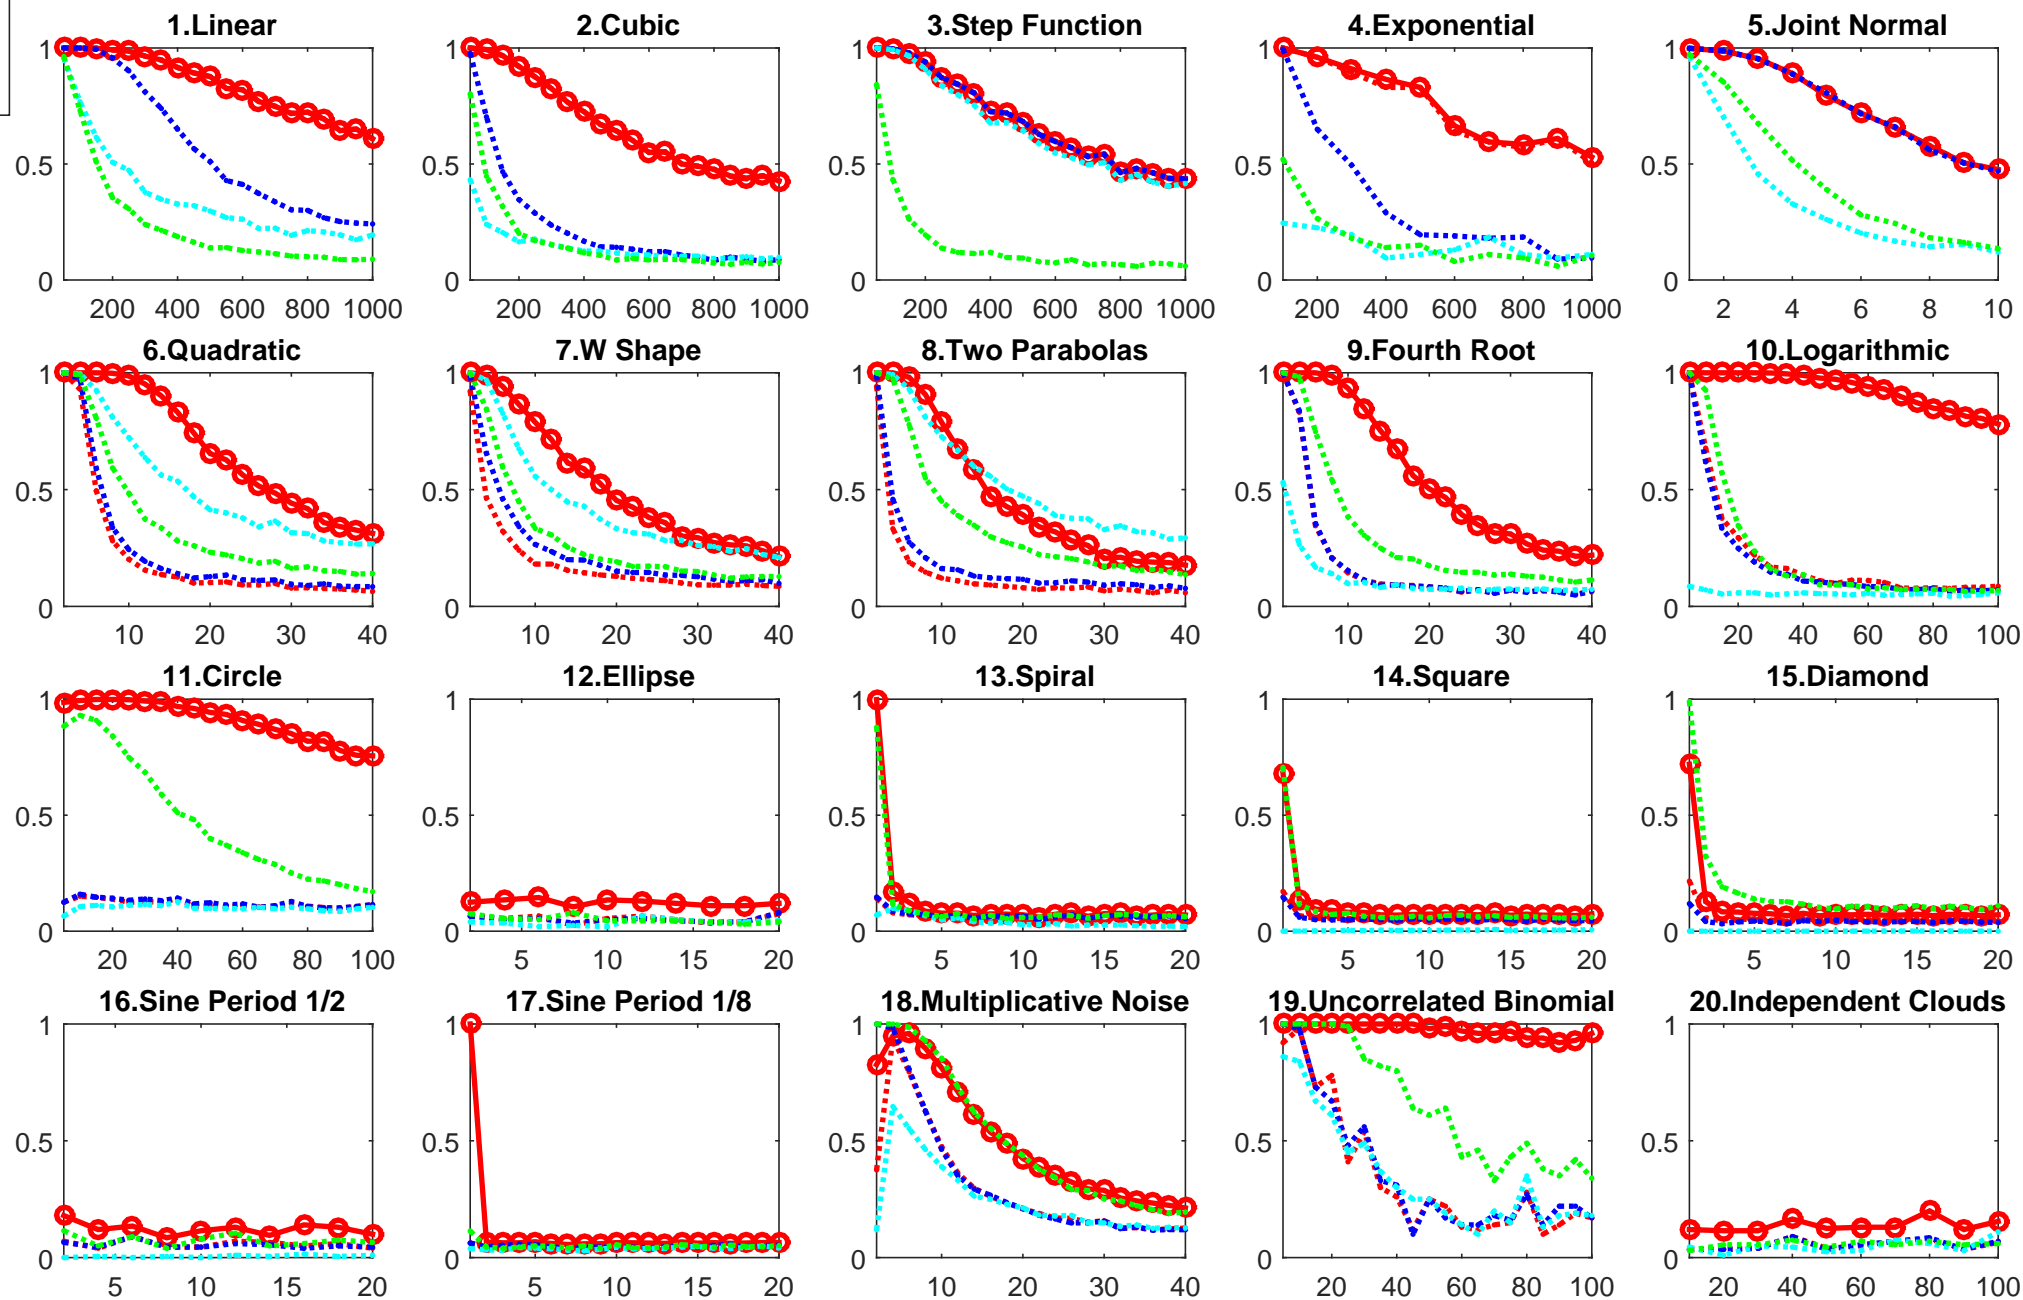 1.Linear 2.Cubic 3.Step Function 4.Exponential 5.Joint Normal
1 1 1 1 1
0.5 0.5 0.5 0.5 0.5
0 0 0 0 0
200 400 600 800 1000 200 400 600 800 1000 200 400 600 800 1000 200 400 600 800 1000 2 4 6 8 10
6.Quadratic 7.W Shape 8.Two Parabolas 9.Fourth Root 10.Logarithmic
1 1 1 1 1
0.5 0.5 0.5 0.5 0.5
0 0 0 0 0
10 20 30 40 10 20 30 40 10 20 30 40 10 20 30 40 20 40 60 80 100
11.Circle 12.Ellipse 13.Spiral 14.Square 15.Diamond
1 1 1 1 1
0.5 0.5 0.5 0.5 0.5
0 0 0 0 0
20 40 60 80 100 5 10 15 20 5 10 15 20 5 10 15 20 5 10 15 20
16.Sine Period 1/2 17.Sine Period 1/8 18.Multiplicative Noise 19.Uncorrelated Binomial 20.Independent Clouds
1 1 1 1 1
0.5 0.5 0.5 0.5 0.5
0 0 0 0 0
5 10 15 20 5 10 15 20 10 20 30 40 20 40 60 80 100 20 40 60 80 100